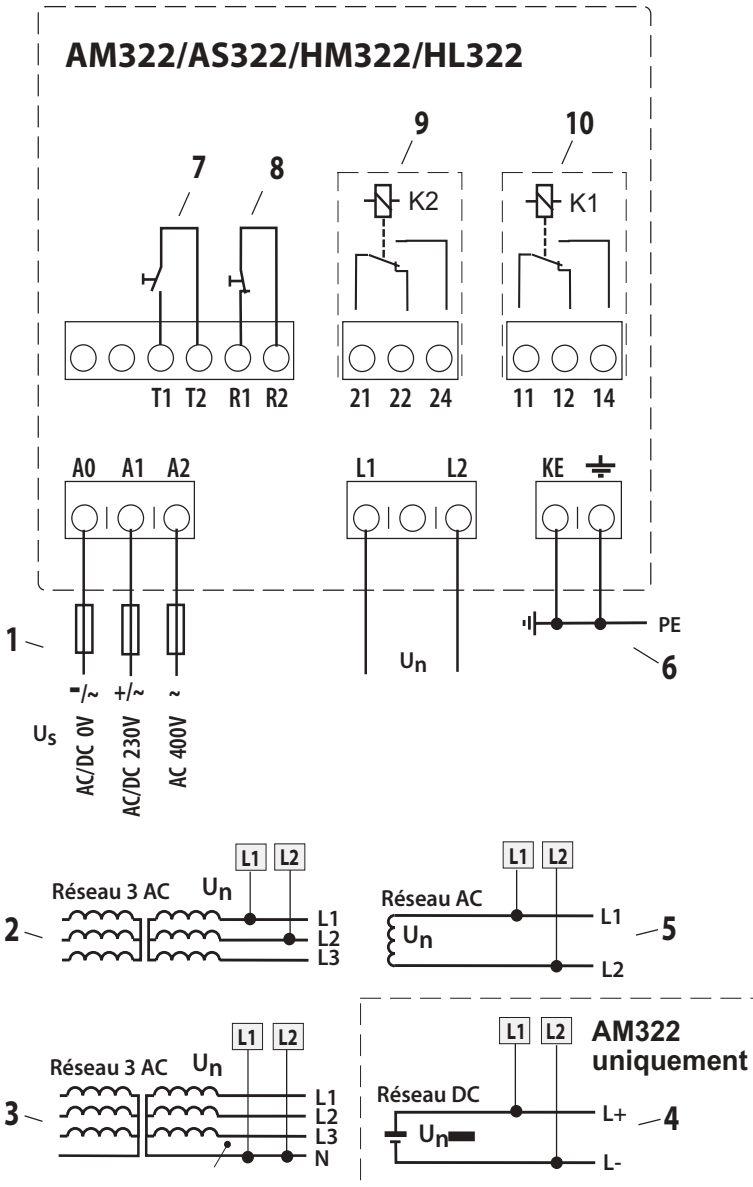 AM322/AS322/HM322/HL322
9 10
7 8
K2 K1
T1 T2 R1 R2 21 22 24 11 12 14
A0 A1 A2 L1 L2 KE
1
PE
Un
6
-/~ +/~ ~
Us AC/DC 0V AC/DC 230V AC 400V
L1 L2
Réseau 3 AC Un
2
L1
L2
L3
L1 L2
Réseau AC
Un
L1
5
L2
L1 L2
Réseau 3 AC Un
3
L1
L2
L3
N
L1 L2 AM322
uniquement
Réseau DC
Un
L+
4
L-